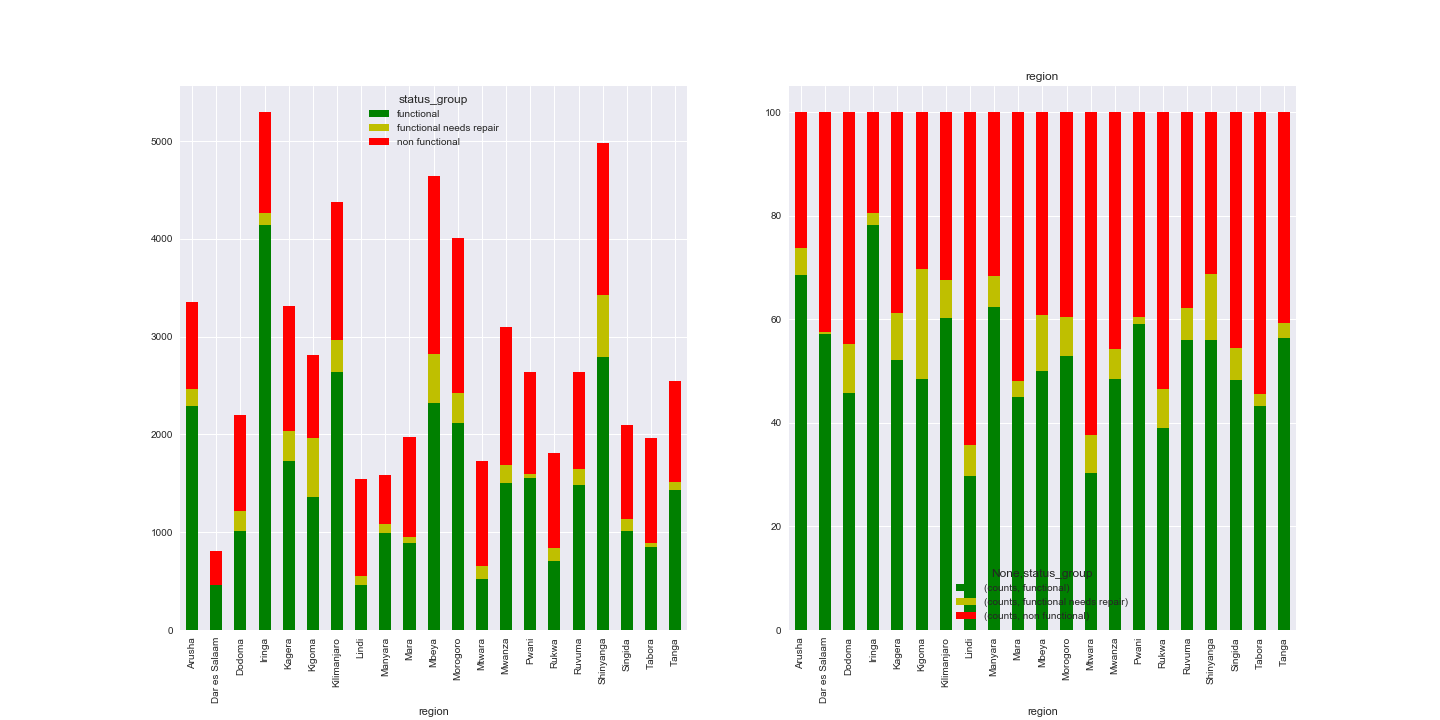 status_group
functional
functional needs repair
non functional
5000
4000
3000
2000
1000
0
Arusha
Dar es Salaam
Dodoma
Iringa
Kagera
Kigoma
Kilimanjaro
Lindi
Manyara
Mara
Mbeya
Morogoro
Mtwara
Mwanza
Pwani
Rukwa
Ruvuma
Shinyanga
Singida
Tabora
Tanga
region
region
100
80
60
40
20
0
None,status_group
(counts, functional)
(counts, functional needs repair)
(counts, non functional)
Arusha
Dar es Salaam
Dodoma
Iringa
Kagera
Kigoma
Kilimanjaro
Lindi
Manyara
Mara
Mbeya
Morogoro
Mtwara
Mwanza
Pwani
Rukwa
Ruvuma
Shinyanga
Singida
Tabora
Tanga
region